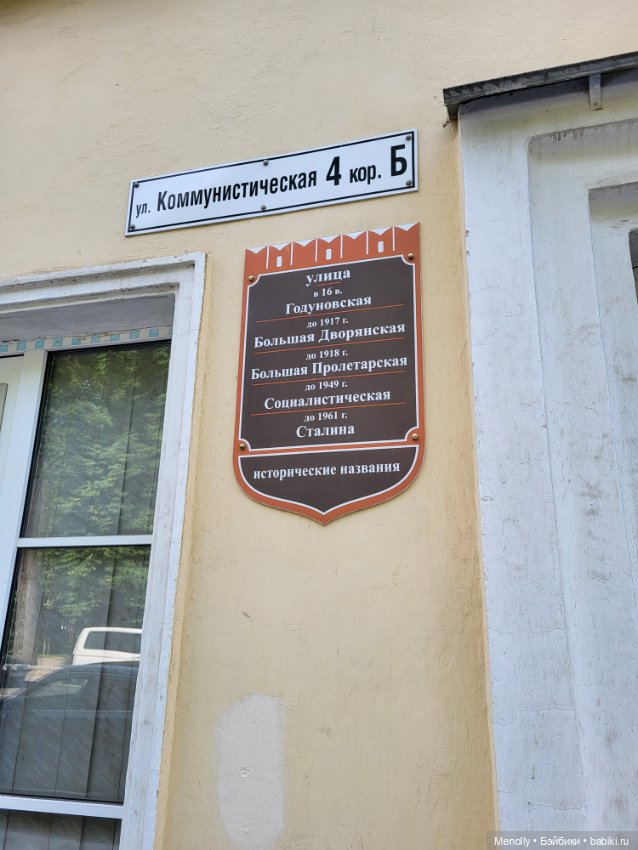 ул. Коммунистическая 4 кор. Б
улица
в 16 в.
Годуновская
до 1917 г.
Большая Дворянская
до 1918 г.
Большая Пролетарская
до 1949 г.
Социалистическая
до 1961 г.
Сталина
исторические названия
Menolly • Бэйбики • babiki.ru